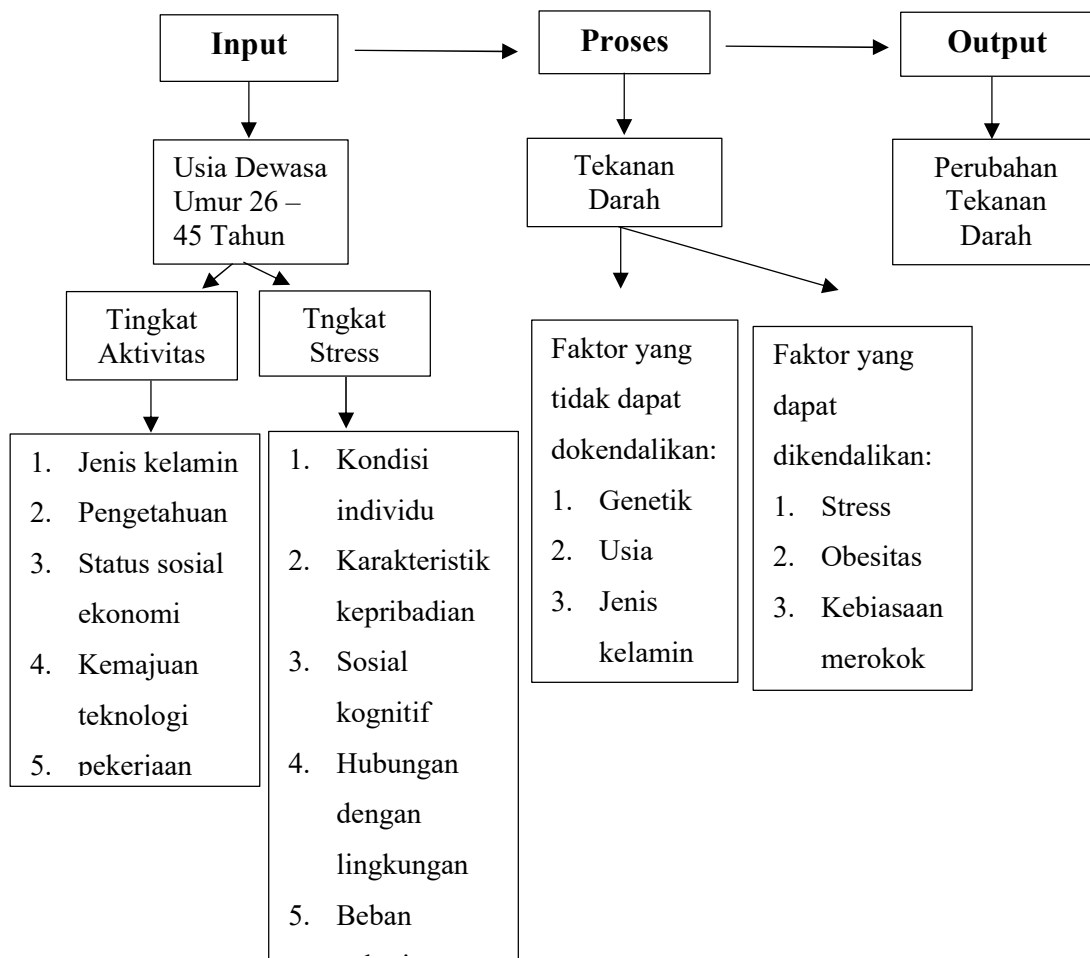 Input
Proses
Output
Usia Dewasa
Umur 26 –
45 Tahun
Tekanan
Darah
Perubahan
Tekanan
Darah
Tingkat
Aktivitas
Tngkat
Stress
1. Jenis kelamin
2. Pengetahuan
3. Status sosial
ekonomi
4. Kemajuan
teknologi
5. pekerjaan
1. Kondisi
individu
2. Karakteristik
kepribadian
3. Sosial
kognitif
4. Hubungan
dengan
lingkungan
5. Beban
Faktor yang
tidak dapat
dokendalikan:
1. Genetik
2. Usia
3. Jenis
kelamin
Faktor yang
dapat
dikendalikan:
1. Stress
2. Obesitas
3. Kebiasaan
merokok